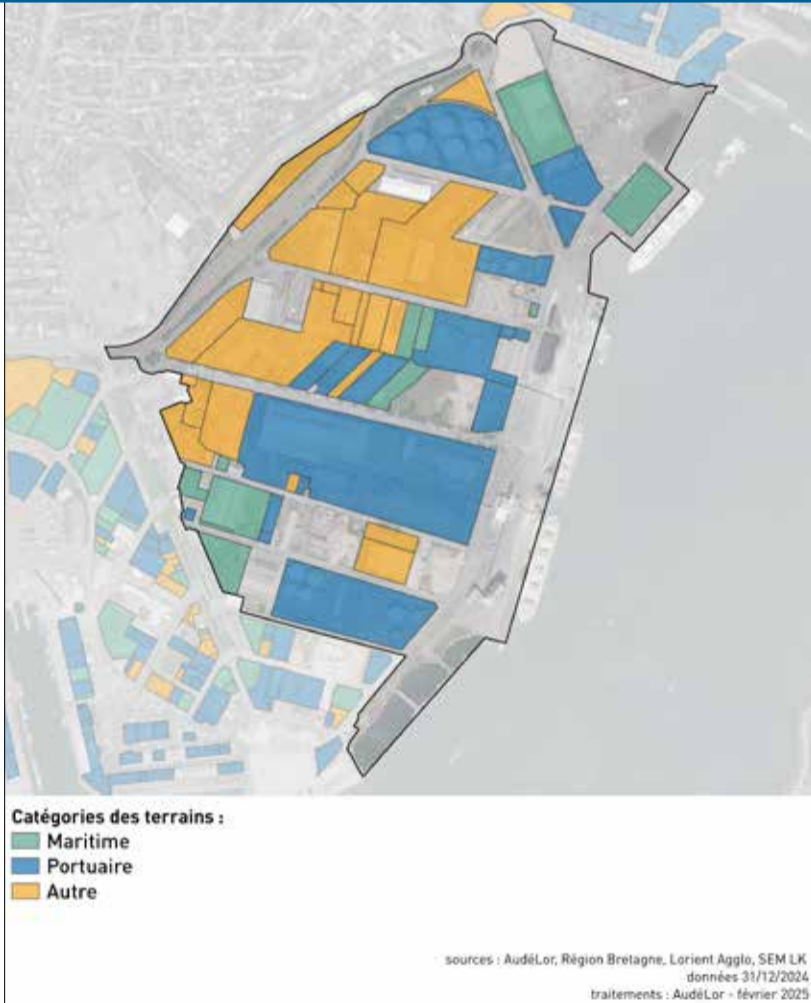 Catégories des terrains :
Maritime
Portuaire
Autre
sources : AudéLor, Région Bretagne, Lorient Agglo, SEM LK
données 31/12/2024
traitements : AudéLor - février 2025